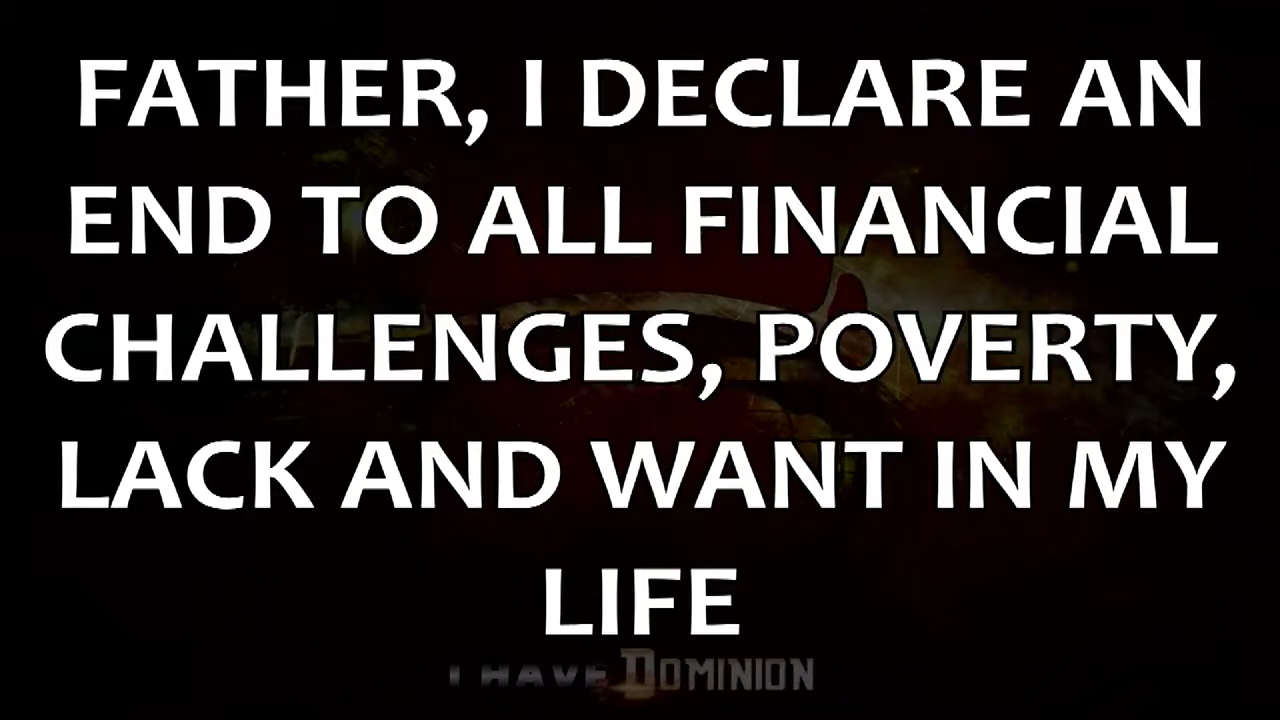 FATHER, I DECLARE AN
END TO ALL FINANCIAL
CHALLENGES, POVERTY,
LACK AND WANT IN MY
LIFE
I HAVE DOMINION